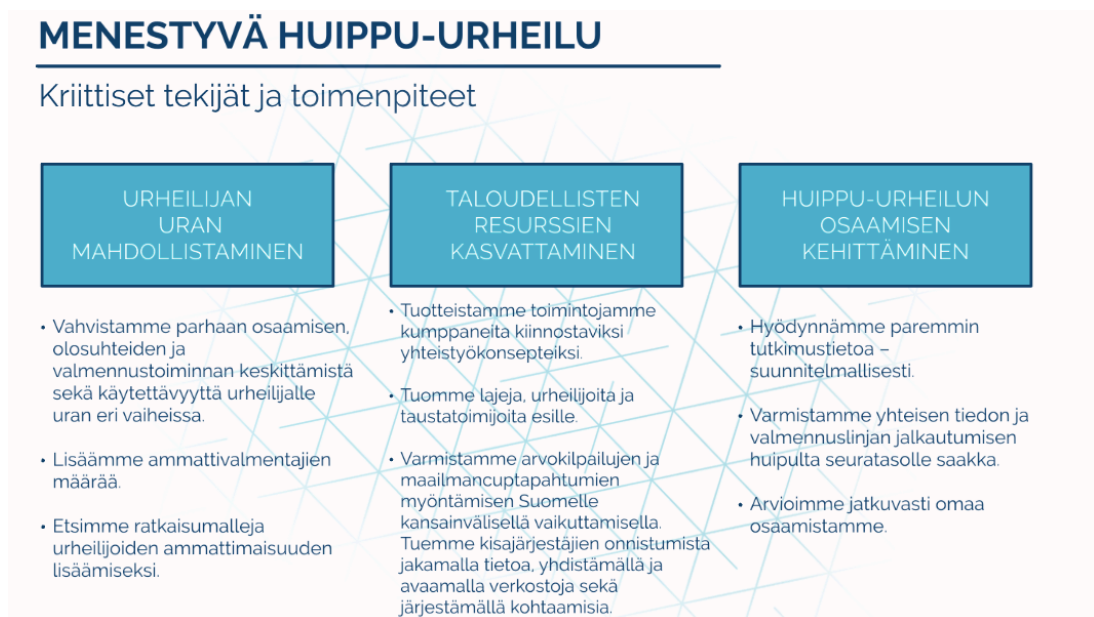 MENESTYVÄ HUIPPU-URHEILU
Kriittiset tekijät ja toimenpiteet
URHEILIJAN
URAN
MAHDOLLISTAMINEN
• Vahvistamme parhaan osaamisen,
olosuhteiden ja
valmennustoiminnan keskittämistä
sekä käytettävyyttä urheilijalle
uran eri vaiheissa.
• Lisäämme ammattivalmentajien
määrää.
• Etsimme ratkaisumalleja
urheilijoiden ammattimaisuuden
lisäämiseksi.
TALOUDELLISTEN
RESURSSIEN
KASVATTAMINEN
• Tuotteistamme toimintojamme
kumppaneita kiinnostaviksi
yhteistyökonsepteiksi.
• Tuomme lajeja, urheilijoita ja
taustatoimijoita esille.
• Varmistamme arvokilpailujen ja
maailmancuptapahtumien
myöntämisen Suomelle
kansainvälisellä vaikuttamisella.
Tuemme kisajärjestäjien onnistumista
jakamalla tietoa, yhdistämällä ja
avaamalla verkostoja sekä
järjestämällä kohtaamisia.
HUIPPU-URHEILUN
OSAAMISEN
KEHITTÄMINEN
• Hyödynnämme paremmin
tutkimustietoa –
suunnitelmallisesti.
• Varmistamme yhteisen tiedon ja
valmennuslinjan jalkautumisen
huipulta seuratasolle saakka.
• Arvioimme jatkuvasti omaa
osaamistamme.